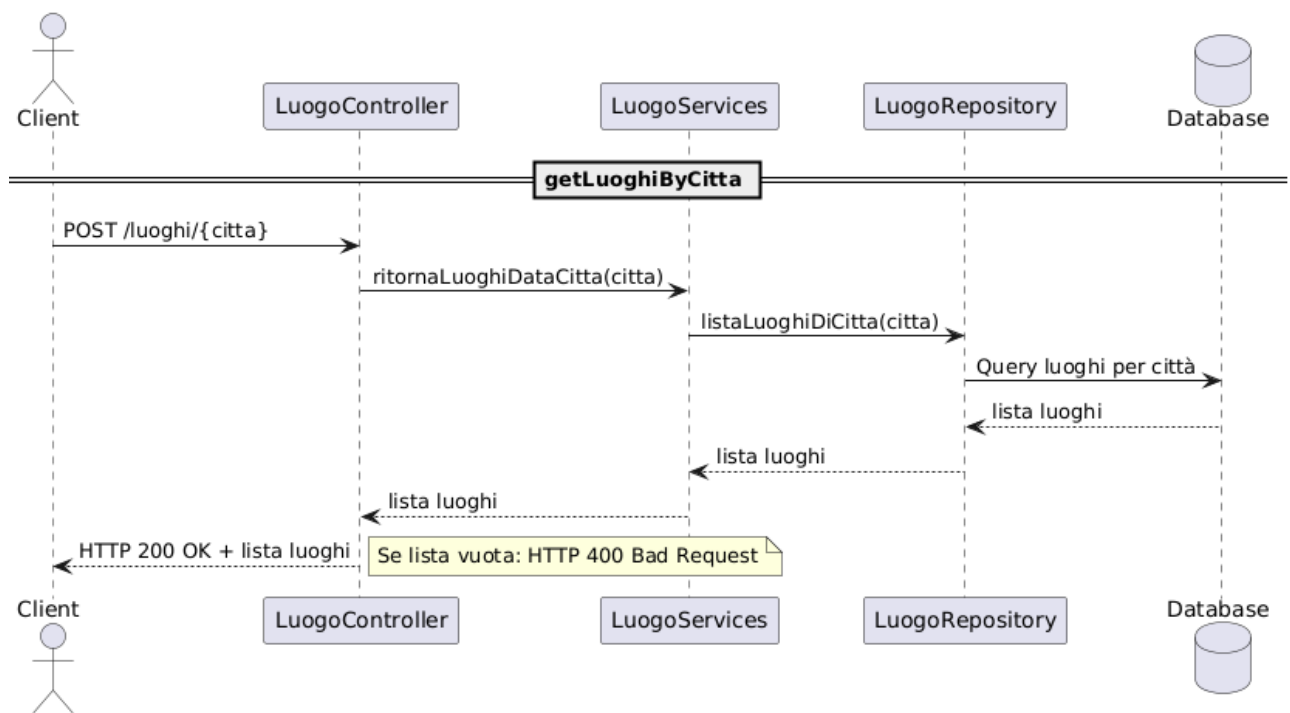 Client
LuogoController
LuogoServices
LuogoRepository
Database
getLuoghiByCitta
POST /luoghi/{citta}
ritornaLuoghiDataCitta(citta)
listaLuoghiDiCitta(citta)
Query luoghi per città
lista luoghi
lista luoghi
lista luoghi
HTTP 200 OK + lista luoghi
Se lista vuota: HTTP 400 Bad Request
Client
LuogoController
LuogoServices
LuogoRepository
Database